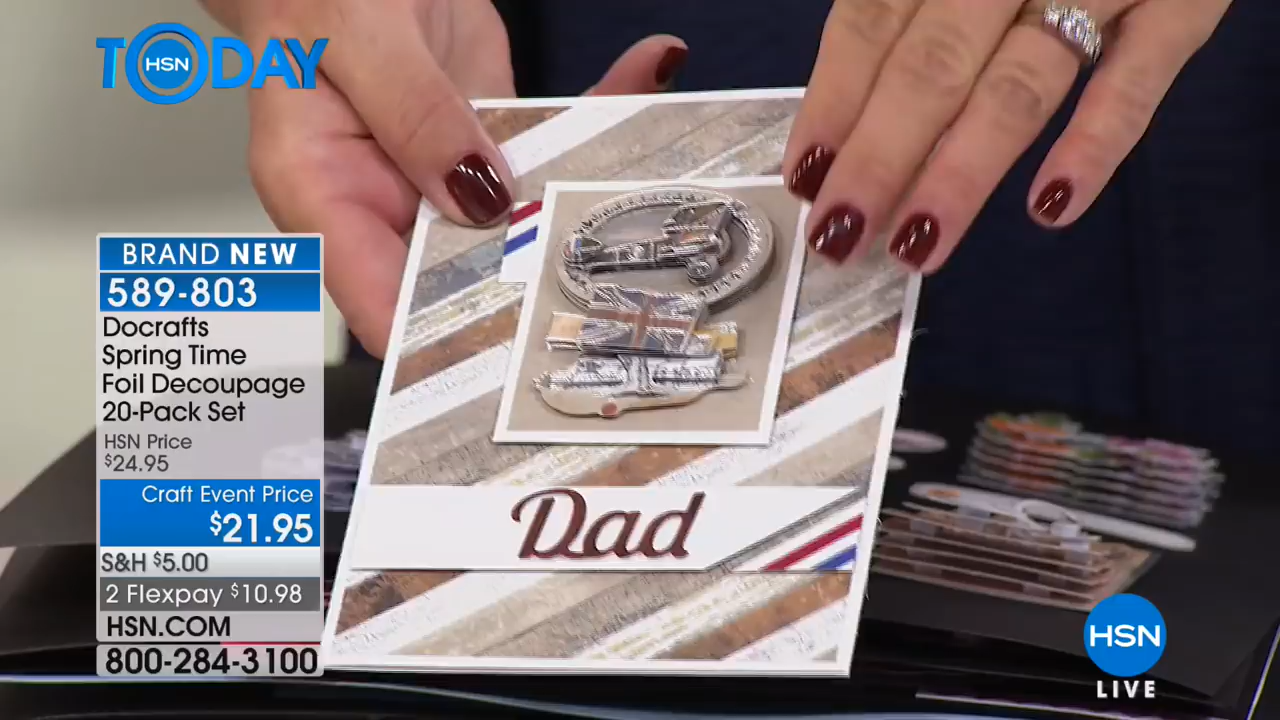 TODAY
HSN
BRAND NEW
589-803
Docrafts
Spring Time
Foil Decoupage
20-Pack Set
HSN Price
$24.95
Craft Event Price
$21.95
S&H $5.00
2 Flexpay $10.98
HSN.COM
800-284-3100
Dad
HSN
LIVE